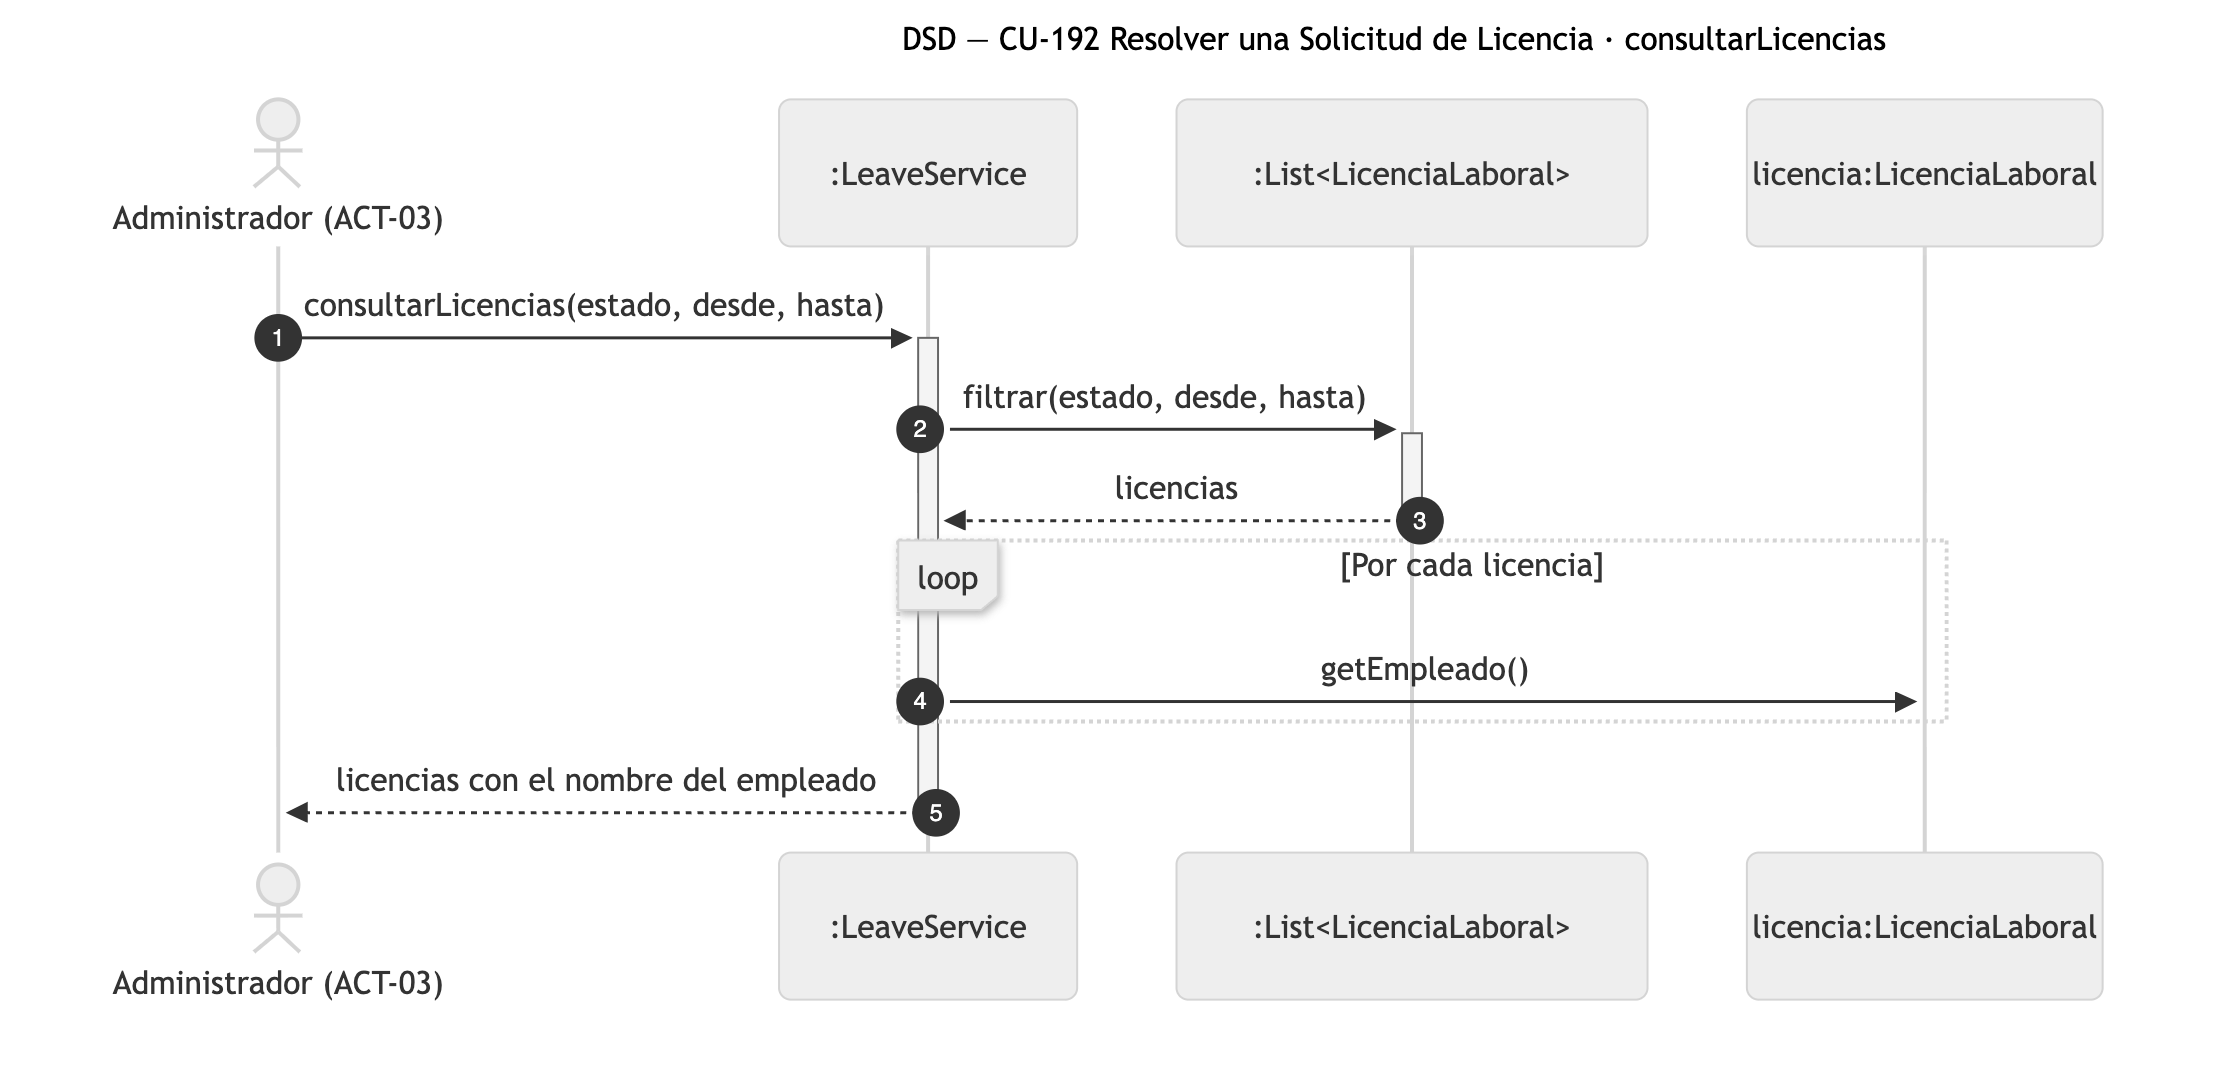 DSD — CU-192 Resolver una Solicitud de Licencia · consultarLicencias
Administrador (ACT-03)
:LeaveService
:List<LicenciaLaboral>
licencia:LicenciaLaboral
consultarLicencias(estado, desde, hasta)
1
filtrar(estado, desde, hasta)
2
licencias
3
loop
[Por cada licencia]
getEmpleado()
4
licencias con el nombre del empleado
5
Administrador (ACT-03)
:LeaveService
:List<LicenciaLaboral>
licencia:LicenciaLaboral